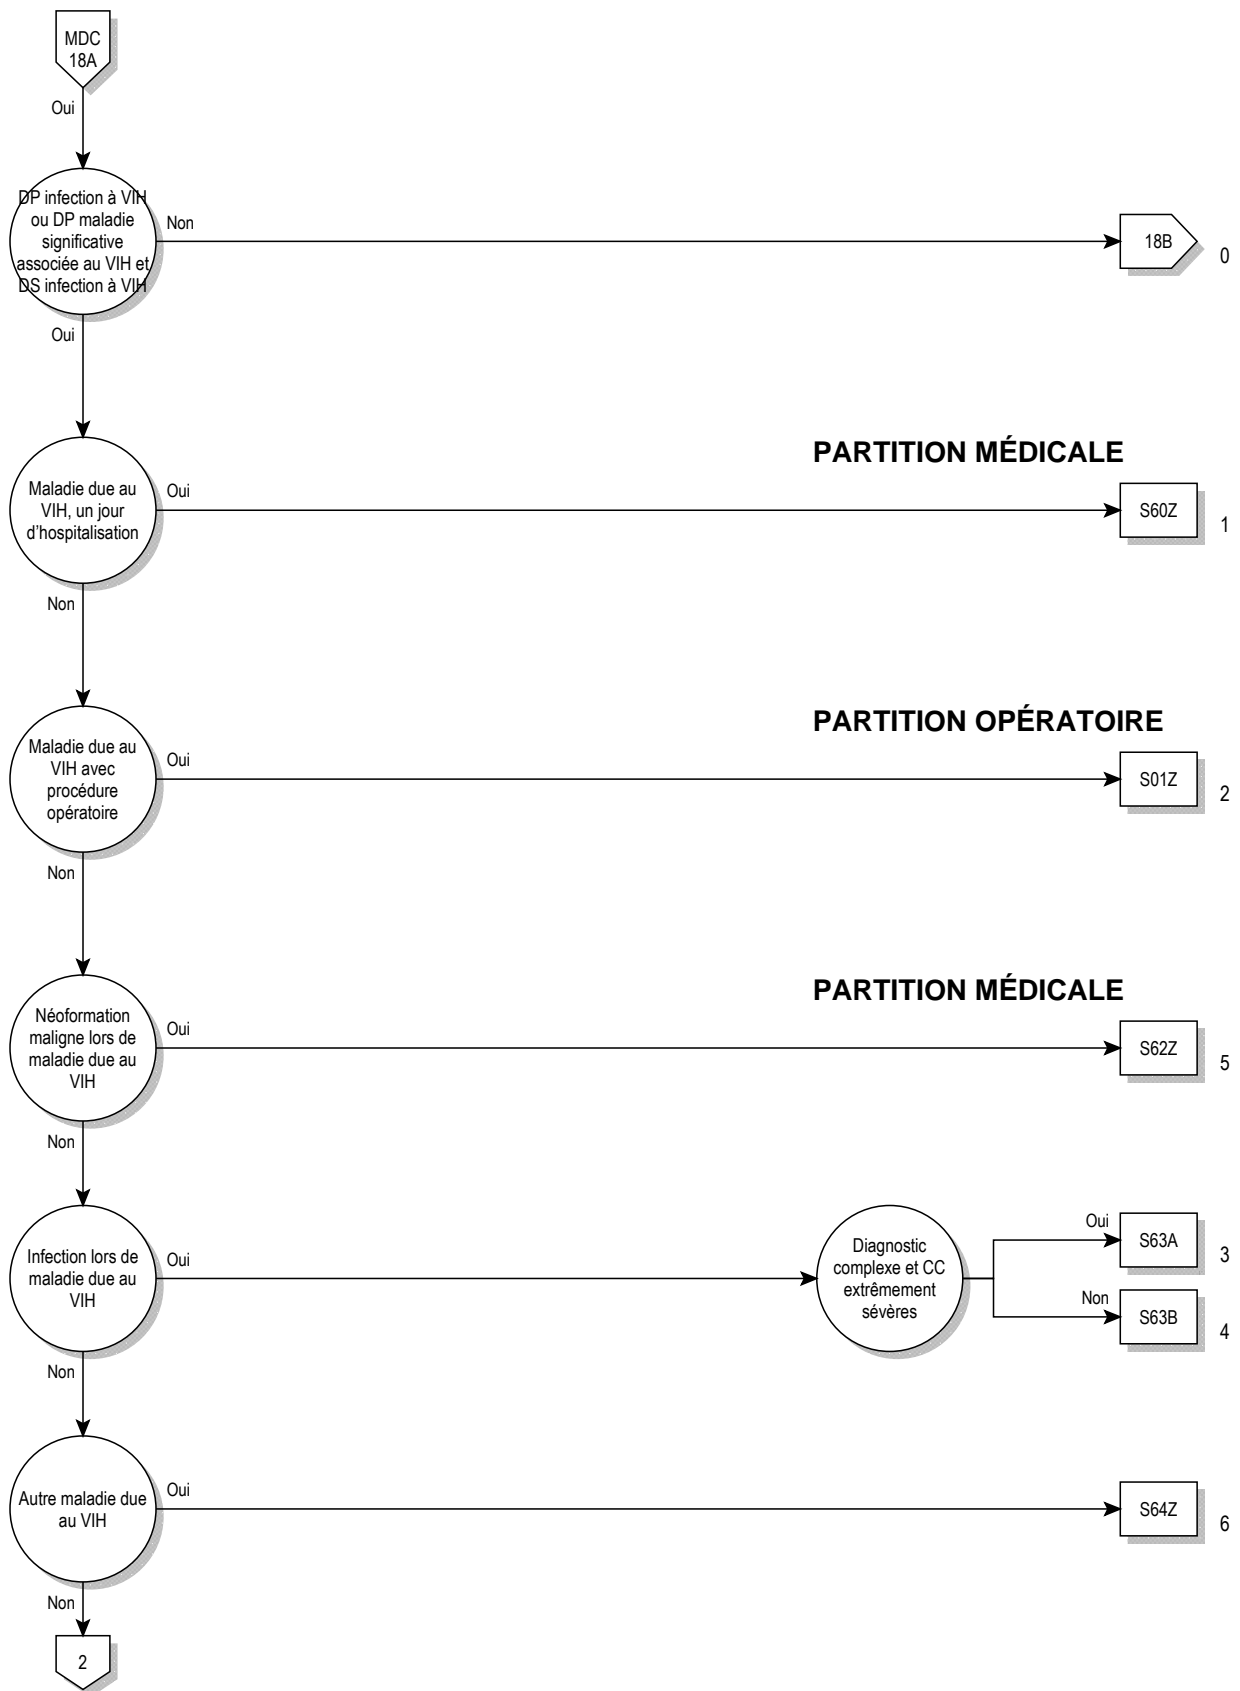 MDC
18A
Oui
DP infection à VIH
ou DP maladie
significative
associée au VIH et
DS infection à VIH
Non
18B
0
Oui
PARTITION MÉDICALE
Maladie due au
VIH, un jour
d’hospitalisation
Oui
S60Z
1
Non
PARTITION OPÉRATOIRE
Maladie due au
VIH avec
procédure
opératoire
Oui
S01Z
2
Non
PARTITION MÉDICALE
Néoformation
maligne lors de
maladie due au
VIH
Oui
S62Z
5
Non
Infection lors de
maladie due au
VIH
Oui
Diagnostic
complexe et CC
extrêmement
sévères
Oui
S63A
3
Non
S63B
4
Non
Autre maladie due
au VIH
Oui
S64Z
6
Non
2